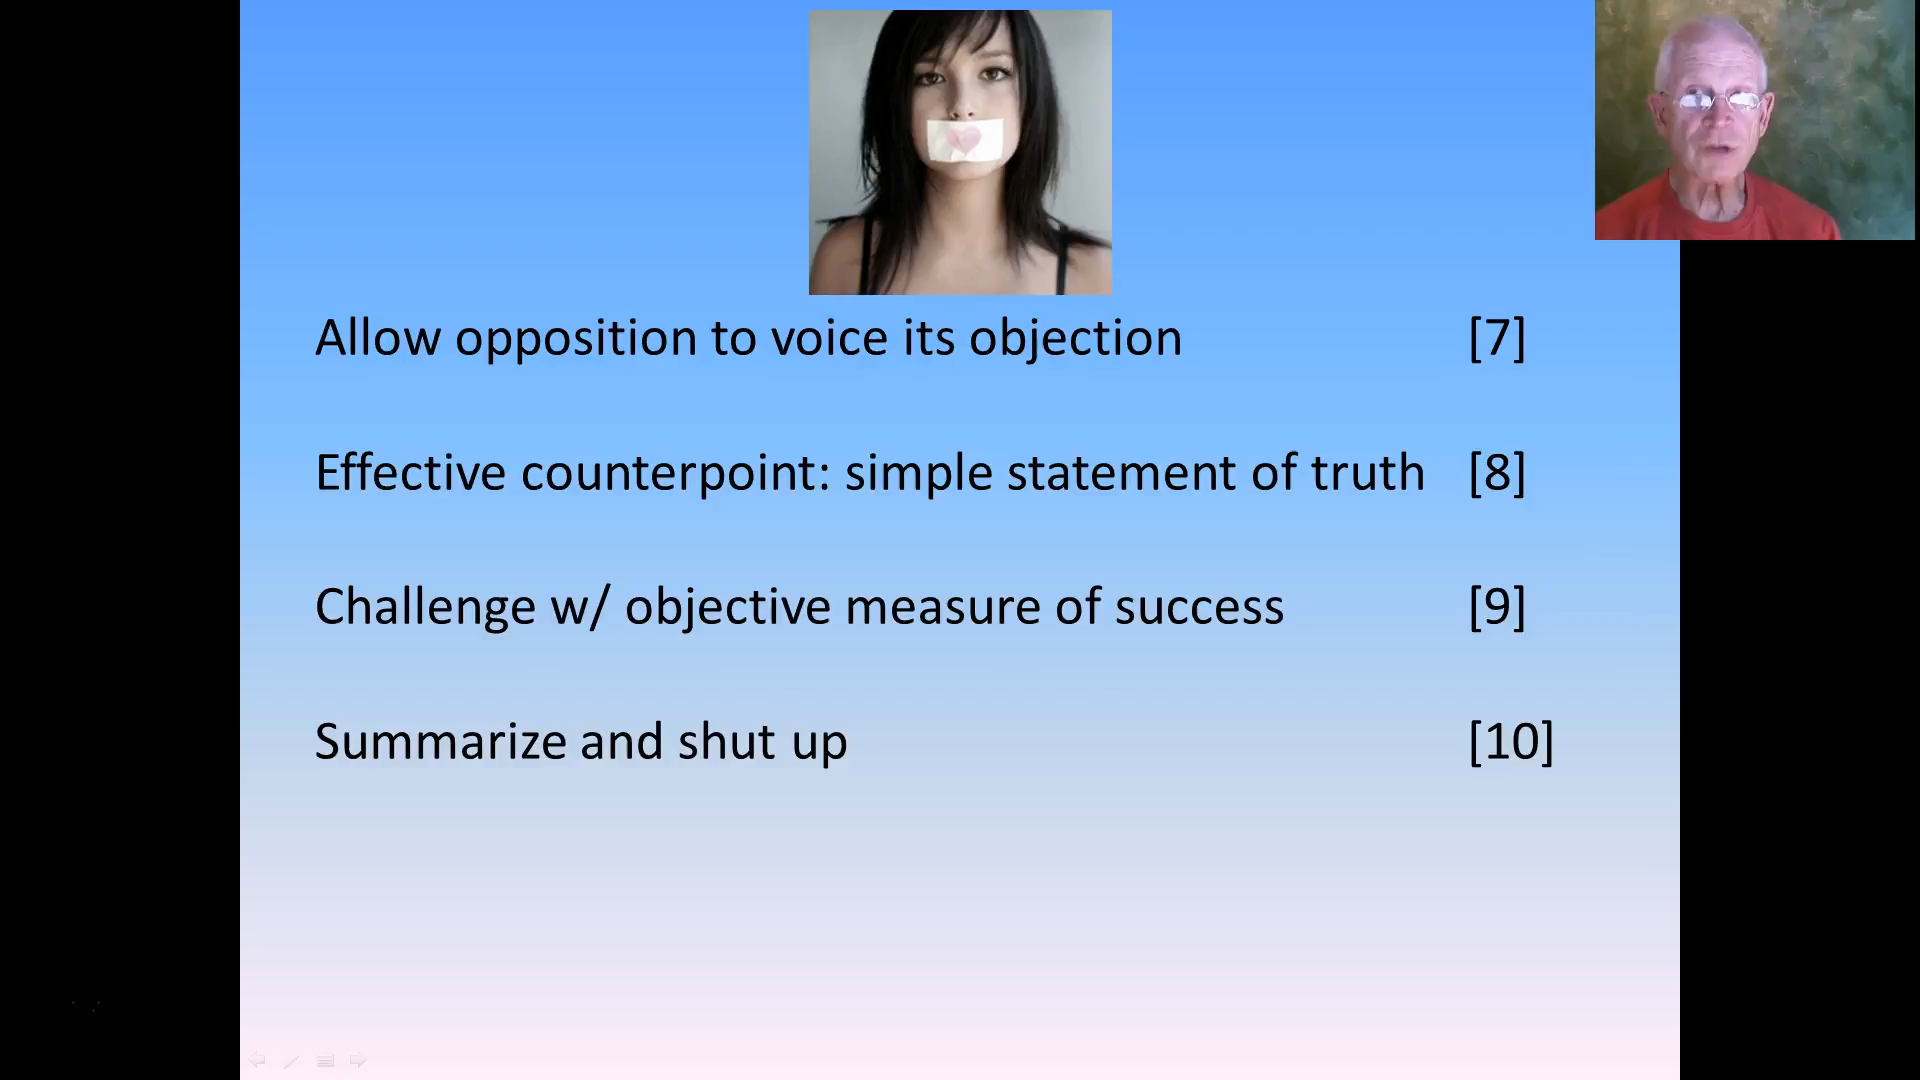 Allow opposition to voice its objection [7]
Effective counterpoint: simple statement of truth [8]
Challenge w/ objective measure of success [9]
Summarize and shut up [10]